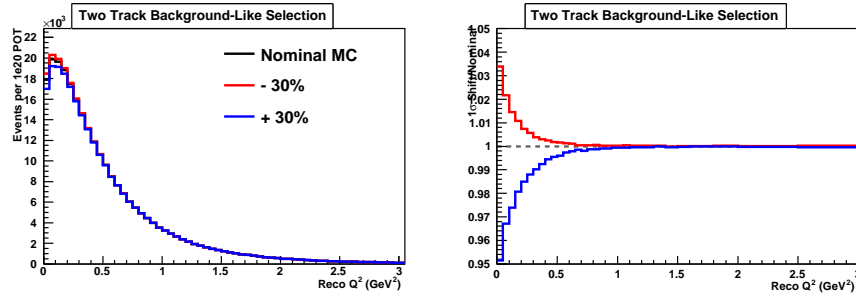 Two Track Background-Like Selection
×10³
Events per 1e20 POT
22
20
18
16
14
12
10
8
6
4
2
0
Nominal MC
- 30%
+ 30%
0 0.5 1 1.5 2 2.5 3
Reco Q² (GeV²)
Two Track Background-Like Selection
1σ Shift/Nominal
1.05
1.04
1.03
1.02
1.01
1.00
0.99
0.98
0.97
0.96
0.95
0 0.5 1 1.5 2 2.5 3
Reco Q² (GeV²)